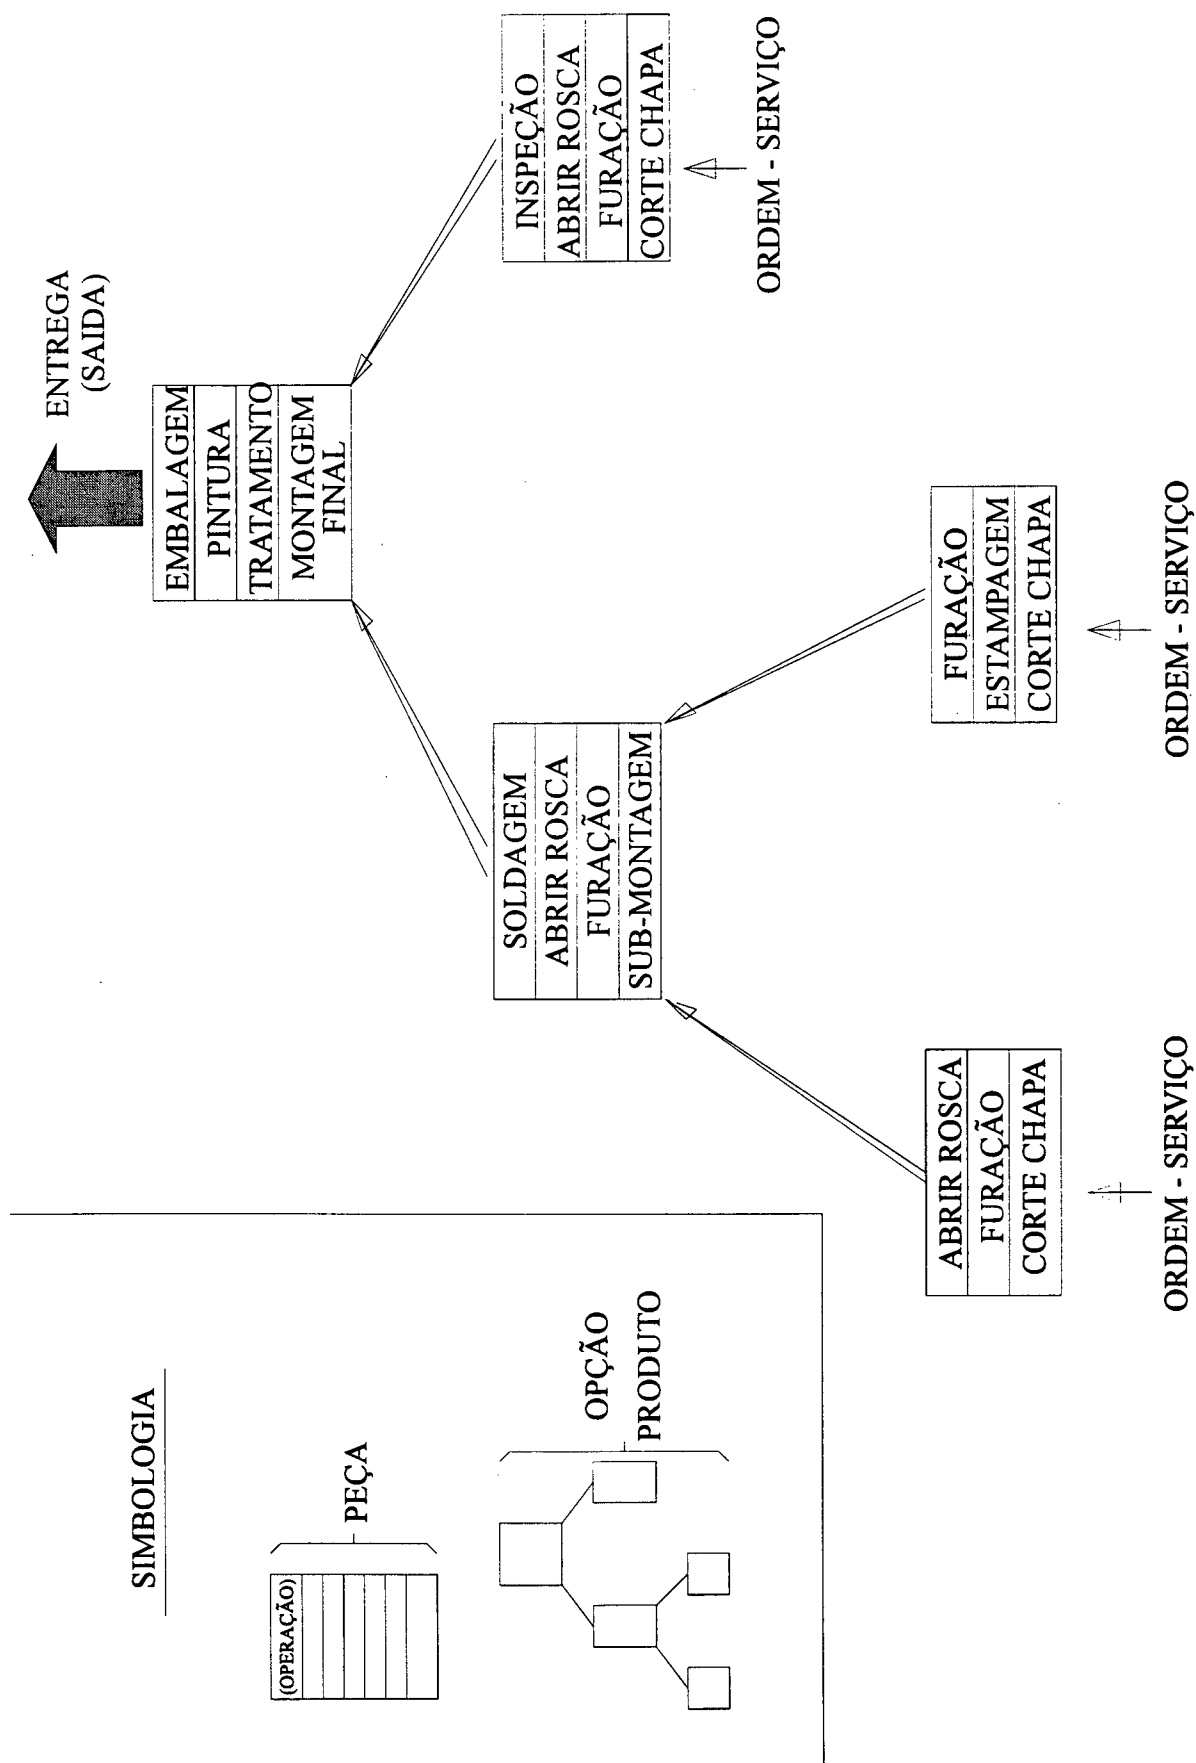 SIMBOLOGIA
(OPERAÇÃO)
PEÇA
OPÇÃO
PRODUTO
ENTREGA
(SAIDA)
EMBALAGEM
PINTURA
TRATAMENTO
MONTAGEM
FINAL
SOLDAGEM
ABRIR ROSCA
FURAÇÃO
SUB-MONTAGEM
INSPEÇÃO
ABRIR ROSCA
FURAÇÃO
CORTE CHAPA
ORDEM - SERVIÇO
ABRIR ROSCA
FURAÇÃO
CORTE CHAPA
ORDEM - SERVIÇO
FURAÇÃO
ESTAMPAGEM
CORTE CHAPA
ORDEM - SERVIÇO